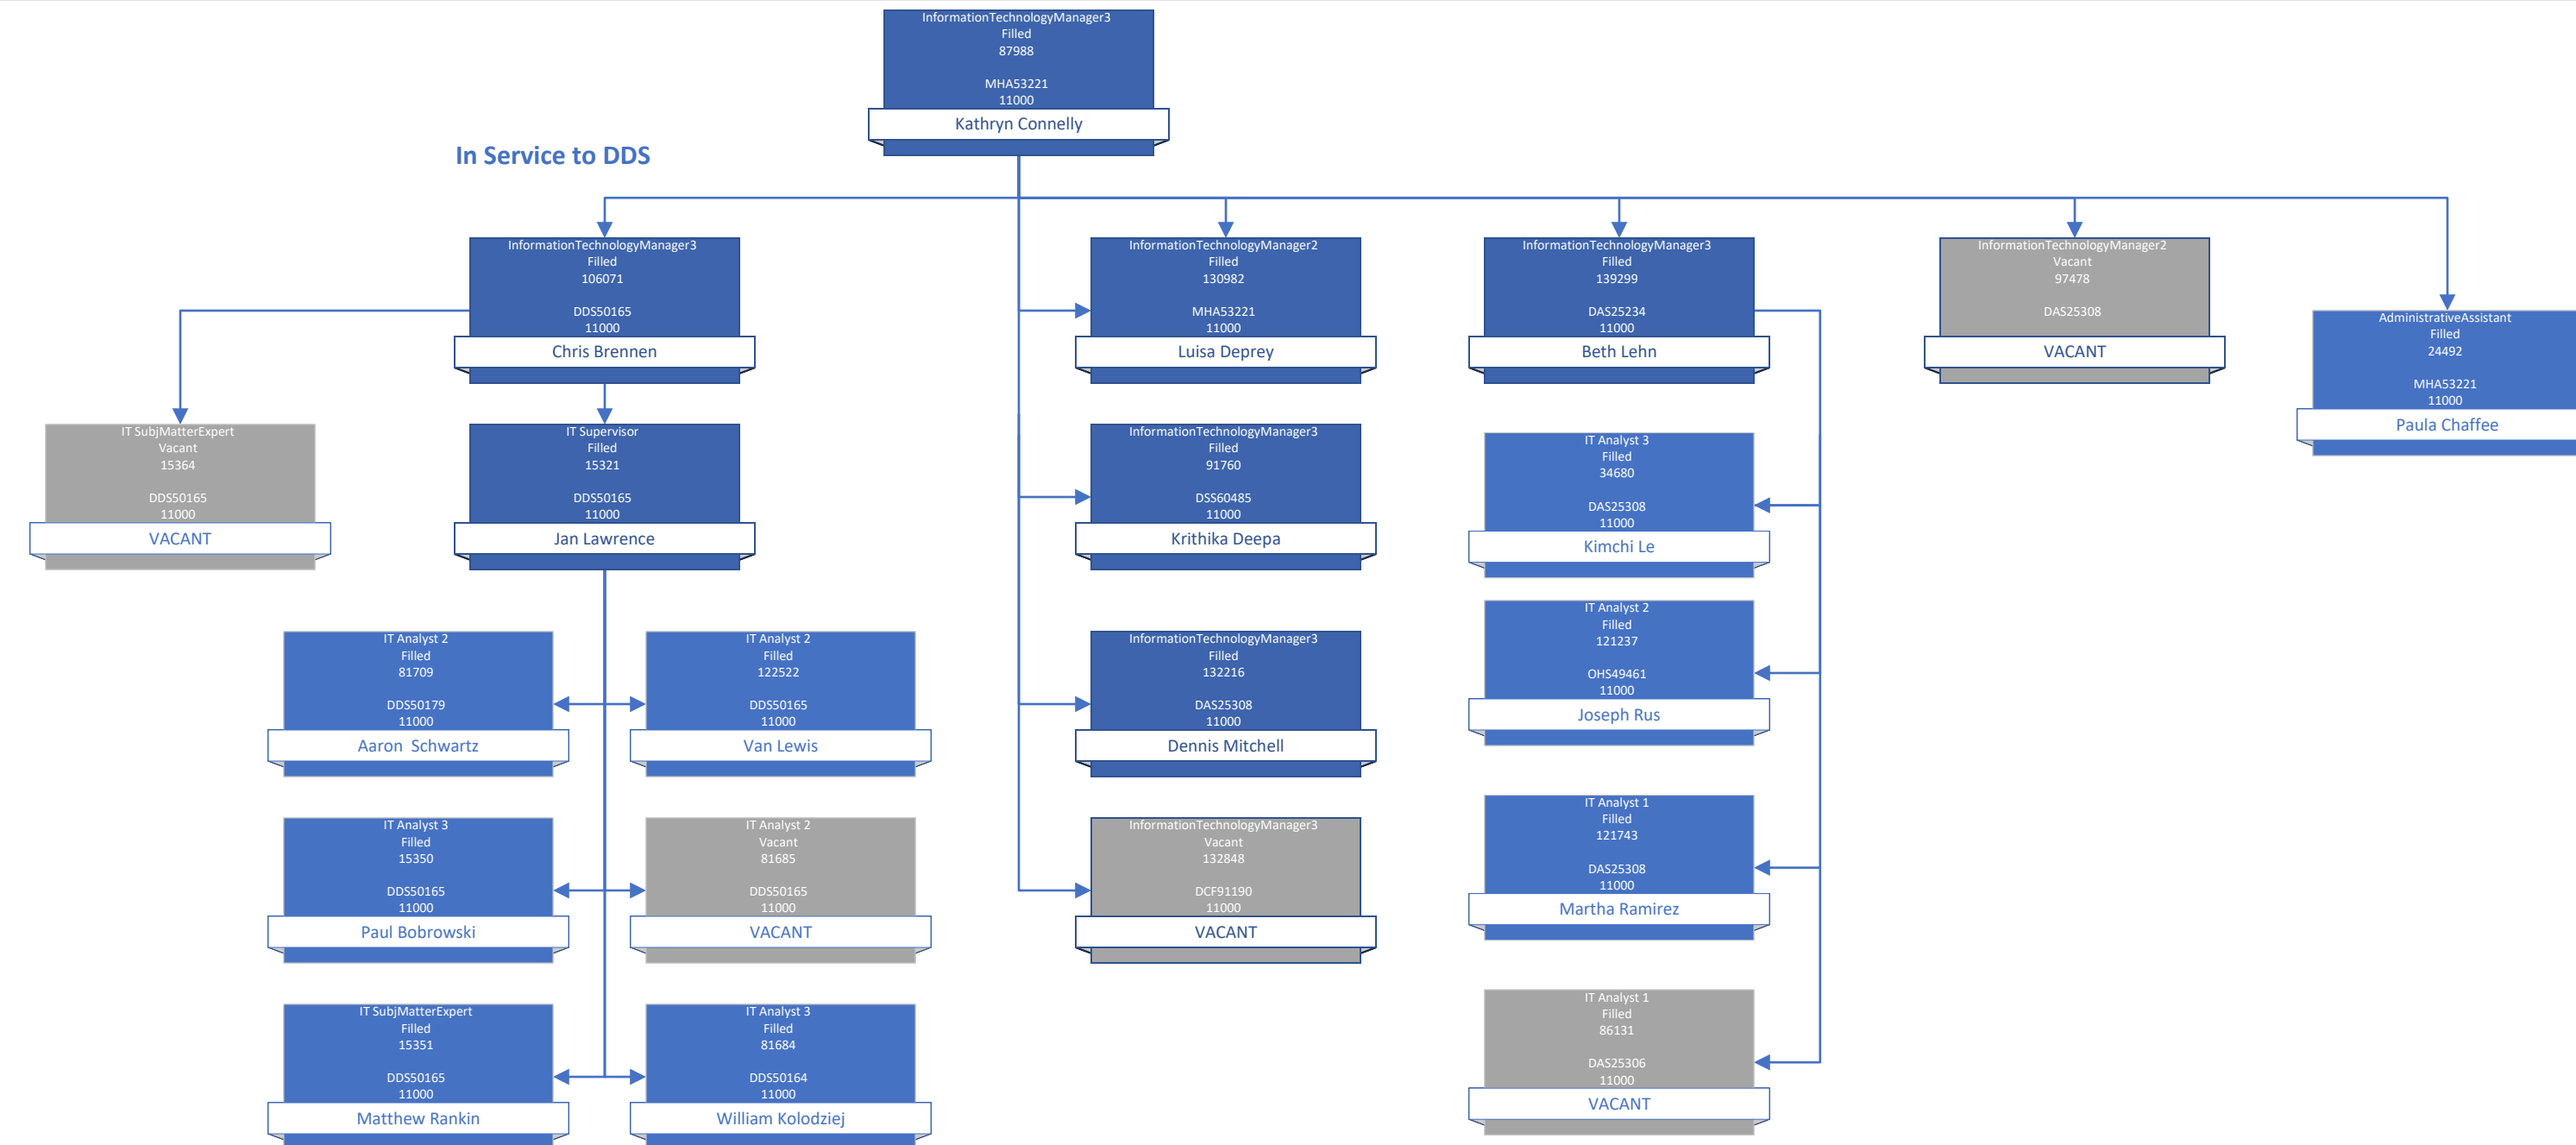 InformationTechnologyManager3
Filled
87988
MHA53221
11000
Kathryn Connelly
In Service to DDS
InformationTechnologyManager3
Filled
106071
DDS50165
11000
Chris Brennen
InformationTechnologyManager2
Filled
130982
MHA53221
11000
Luisa Deprey
InformationTechnologyManager3
Filled
139299
DAS25234
11000
Beth Lehn
InformationTechnologyManager2
Vacant
97478
DAS25308
VACANT
AdministrativeAssistant
Filled
24492
MHA53221
11000
Paula Chaffee
IT SubjMatterExpert
Vacant
15364
DDS50165
11000
VACANT
IT Supervisor
Filled
15321
DDS50165
11000
Jan Lawrence
InformationTechnologyManager3
Filled
91760
DSS60485
11000
Krithika Deepa
IT Analyst 3
Filled
34680
DAS25308
11000
Kimchi Le
IT Analyst 2
Filled
121237
OHS49461
11000
Joseph Rus
IT Analyst 2
Filled
81709
DDS50179
11000
Aaron  Schwartz
IT Analyst 2
Filled
122522
DDS50165
11000
Van Lewis
InformationTechnologyManager3
Filled
132216
DAS25308
11000
Dennis Mitchell
IT Analyst 1
Filled
121743
DAS25308
11000
Martha Ramirez
IT Analyst 3
Filled
15350
DDS50165
11000
Paul Bobrowski
IT Analyst 2
Vacant
81685
DDS50165
11000
VACANT
InformationTechnologyManager3
Vacant
132848
DCF91190
11000
VACANT
IT Analyst 1
Filled
86131
DAS25306
11000
VACANT
IT SubjMatterExpert
Filled
15351
DDS50165
11000
Matthew Rankin
IT Analyst 3
Filled
81684
DDS50164
11000
William Kolodziej